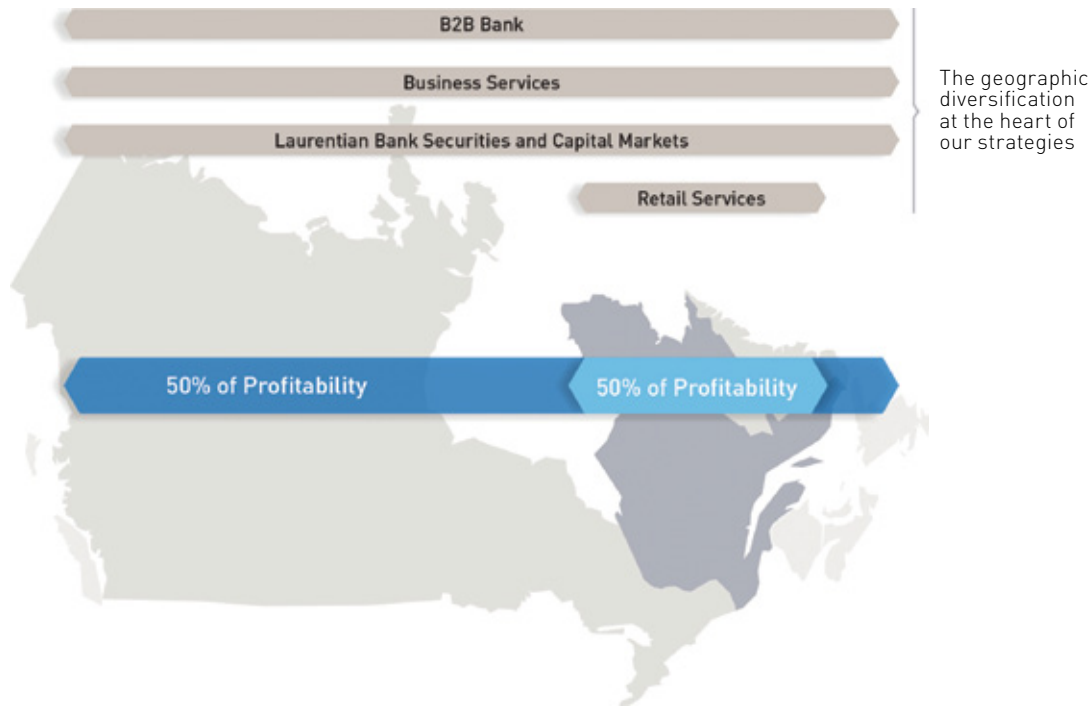 B2B Bank
Business Services
Laurentian Bank Securities and Capital Markets
Retail Services
The geographic
diversification
at the heart of
our strategies
50% of Profitability
50% of Profitability